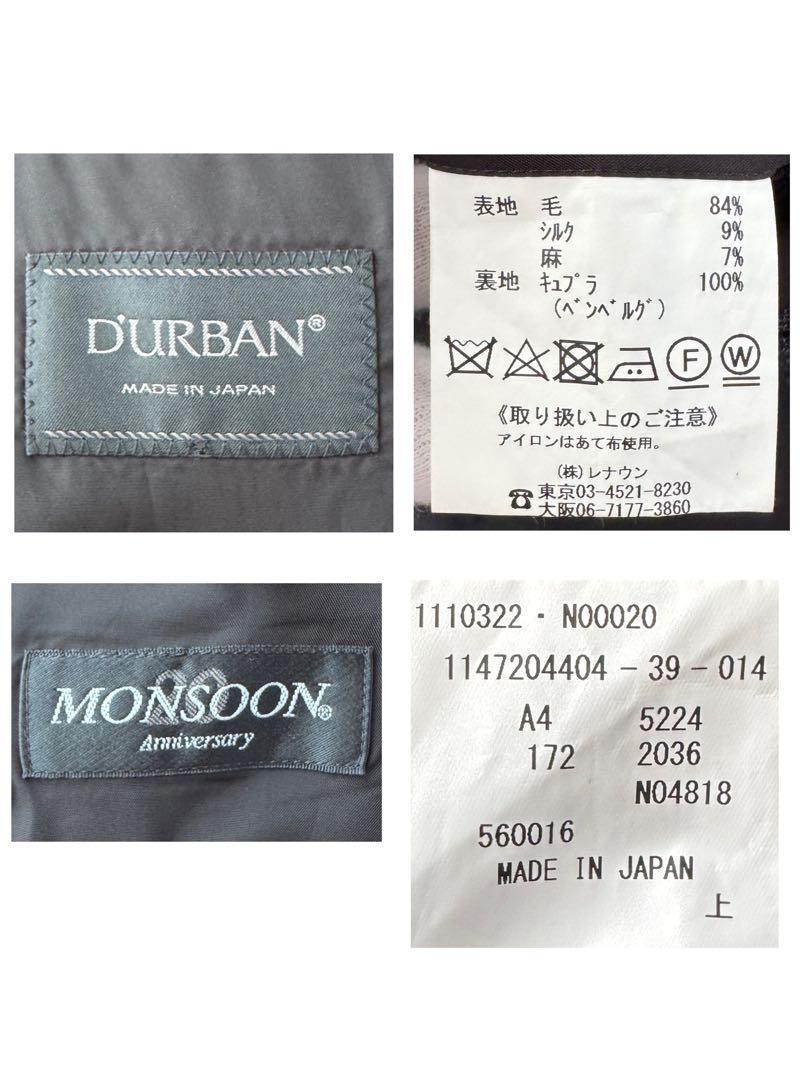 D'URBAN®
MADE IN JAPAN
表地 毛 84%
ｼﾙｸ 9%
麻 7%
裏地 ｷｭﾌﾟﾗ 100%
(ﾍﾞﾝﾍﾞﾙｸﾞ)
F W
《取り扱い上のご注意》
アイロンはあて布使用。
(株)レナウン
☎東京03-4521-8230
大阪06-7177-3860
MONSOON®
Anniversary
1110322・N00020
1147204404-39-014
A4 5224
172 2036
N04818
560016
MADE IN JAPAN
上